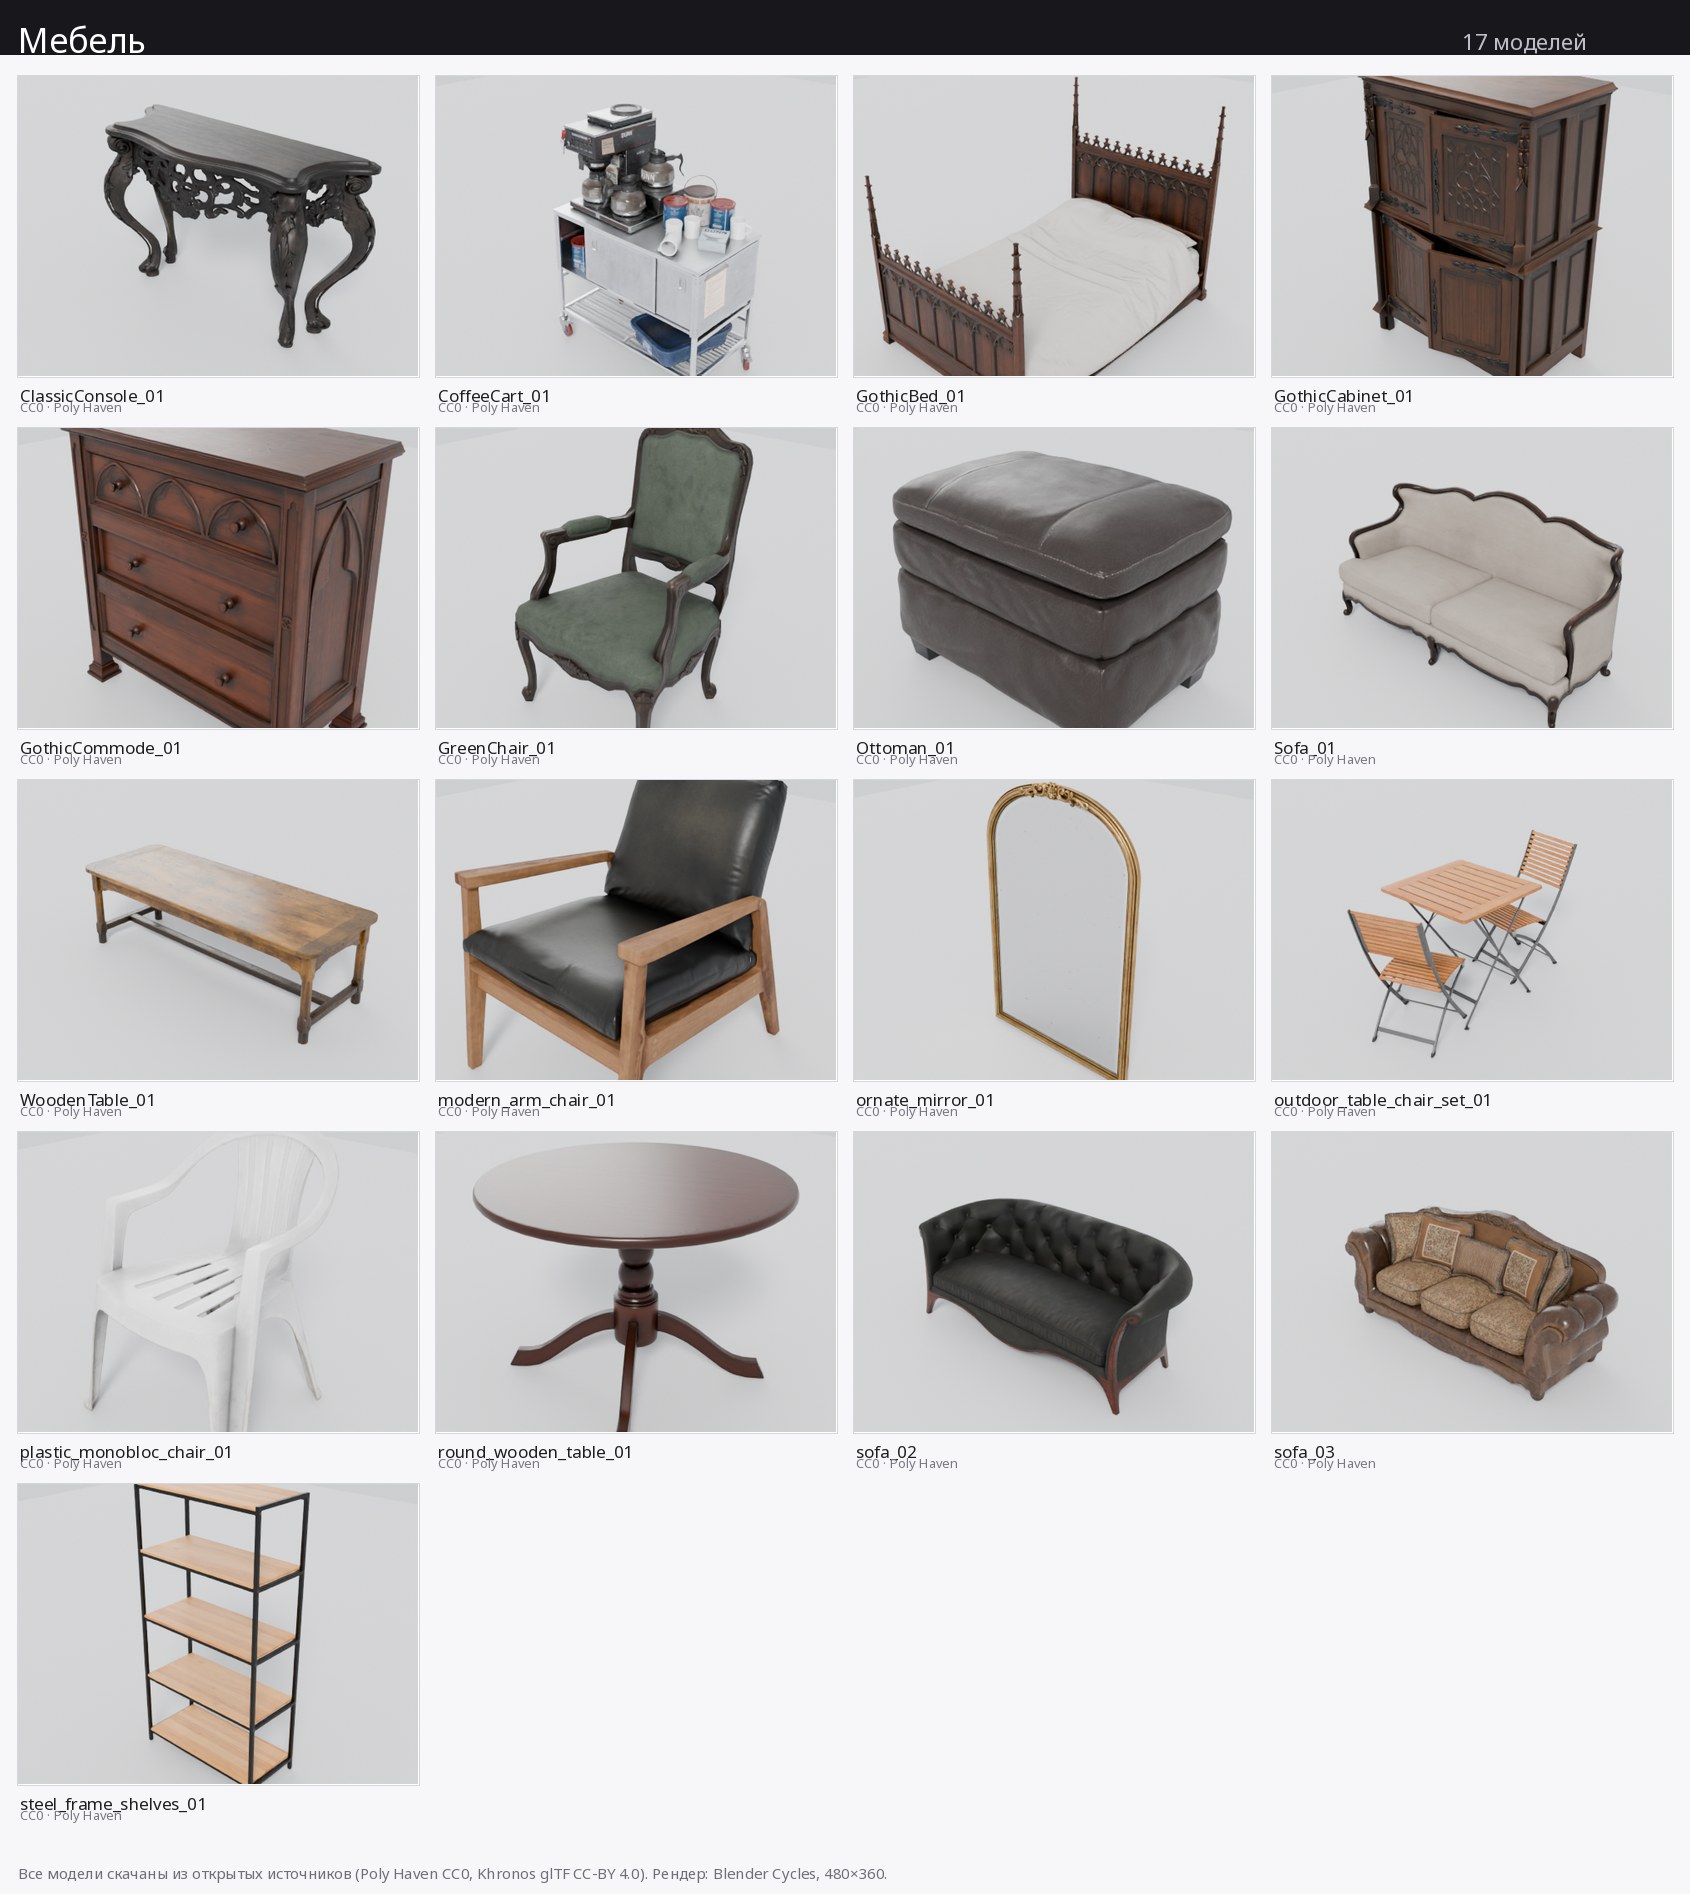 Мебель
17 моделей
ClassicConsole_01
CC0 · Poly Haven
CoffeeCart_01
CC0 · Poly Haven
GothicBed_01
CC0 · Poly Haven
GothicCabinet_01
CC0 · Poly Haven
GothicCommode_01
CC0 · Poly Haven
GreenChair_01
CC0 · Poly Haven
Ottoman_01
CC0 · Poly Haven
Sofa_01
CC0 · Poly Haven
WoodenTable_01
CC0 · Poly Haven
modern_arm_chair_01
CC0 · Poly Haven
ornate_mirror_01
CC0 · Poly Haven
outdoor_table_chair_set_01
CC0 · Poly Haven
plastic_monobloc_chair_01
CC0 · Poly Haven
round_wooden_table_01
CC0 · Poly Haven
sofa_02
CC0 · Poly Haven
sofa_03
CC0 · Poly Haven
steel_frame_shelves_01
CC0 · Poly Haven
Все модели скачаны из открытых источников (Poly Haven CC0, Khronos glTF CC-BY 4.0). Рендер: Blender Cycles, 480×360.